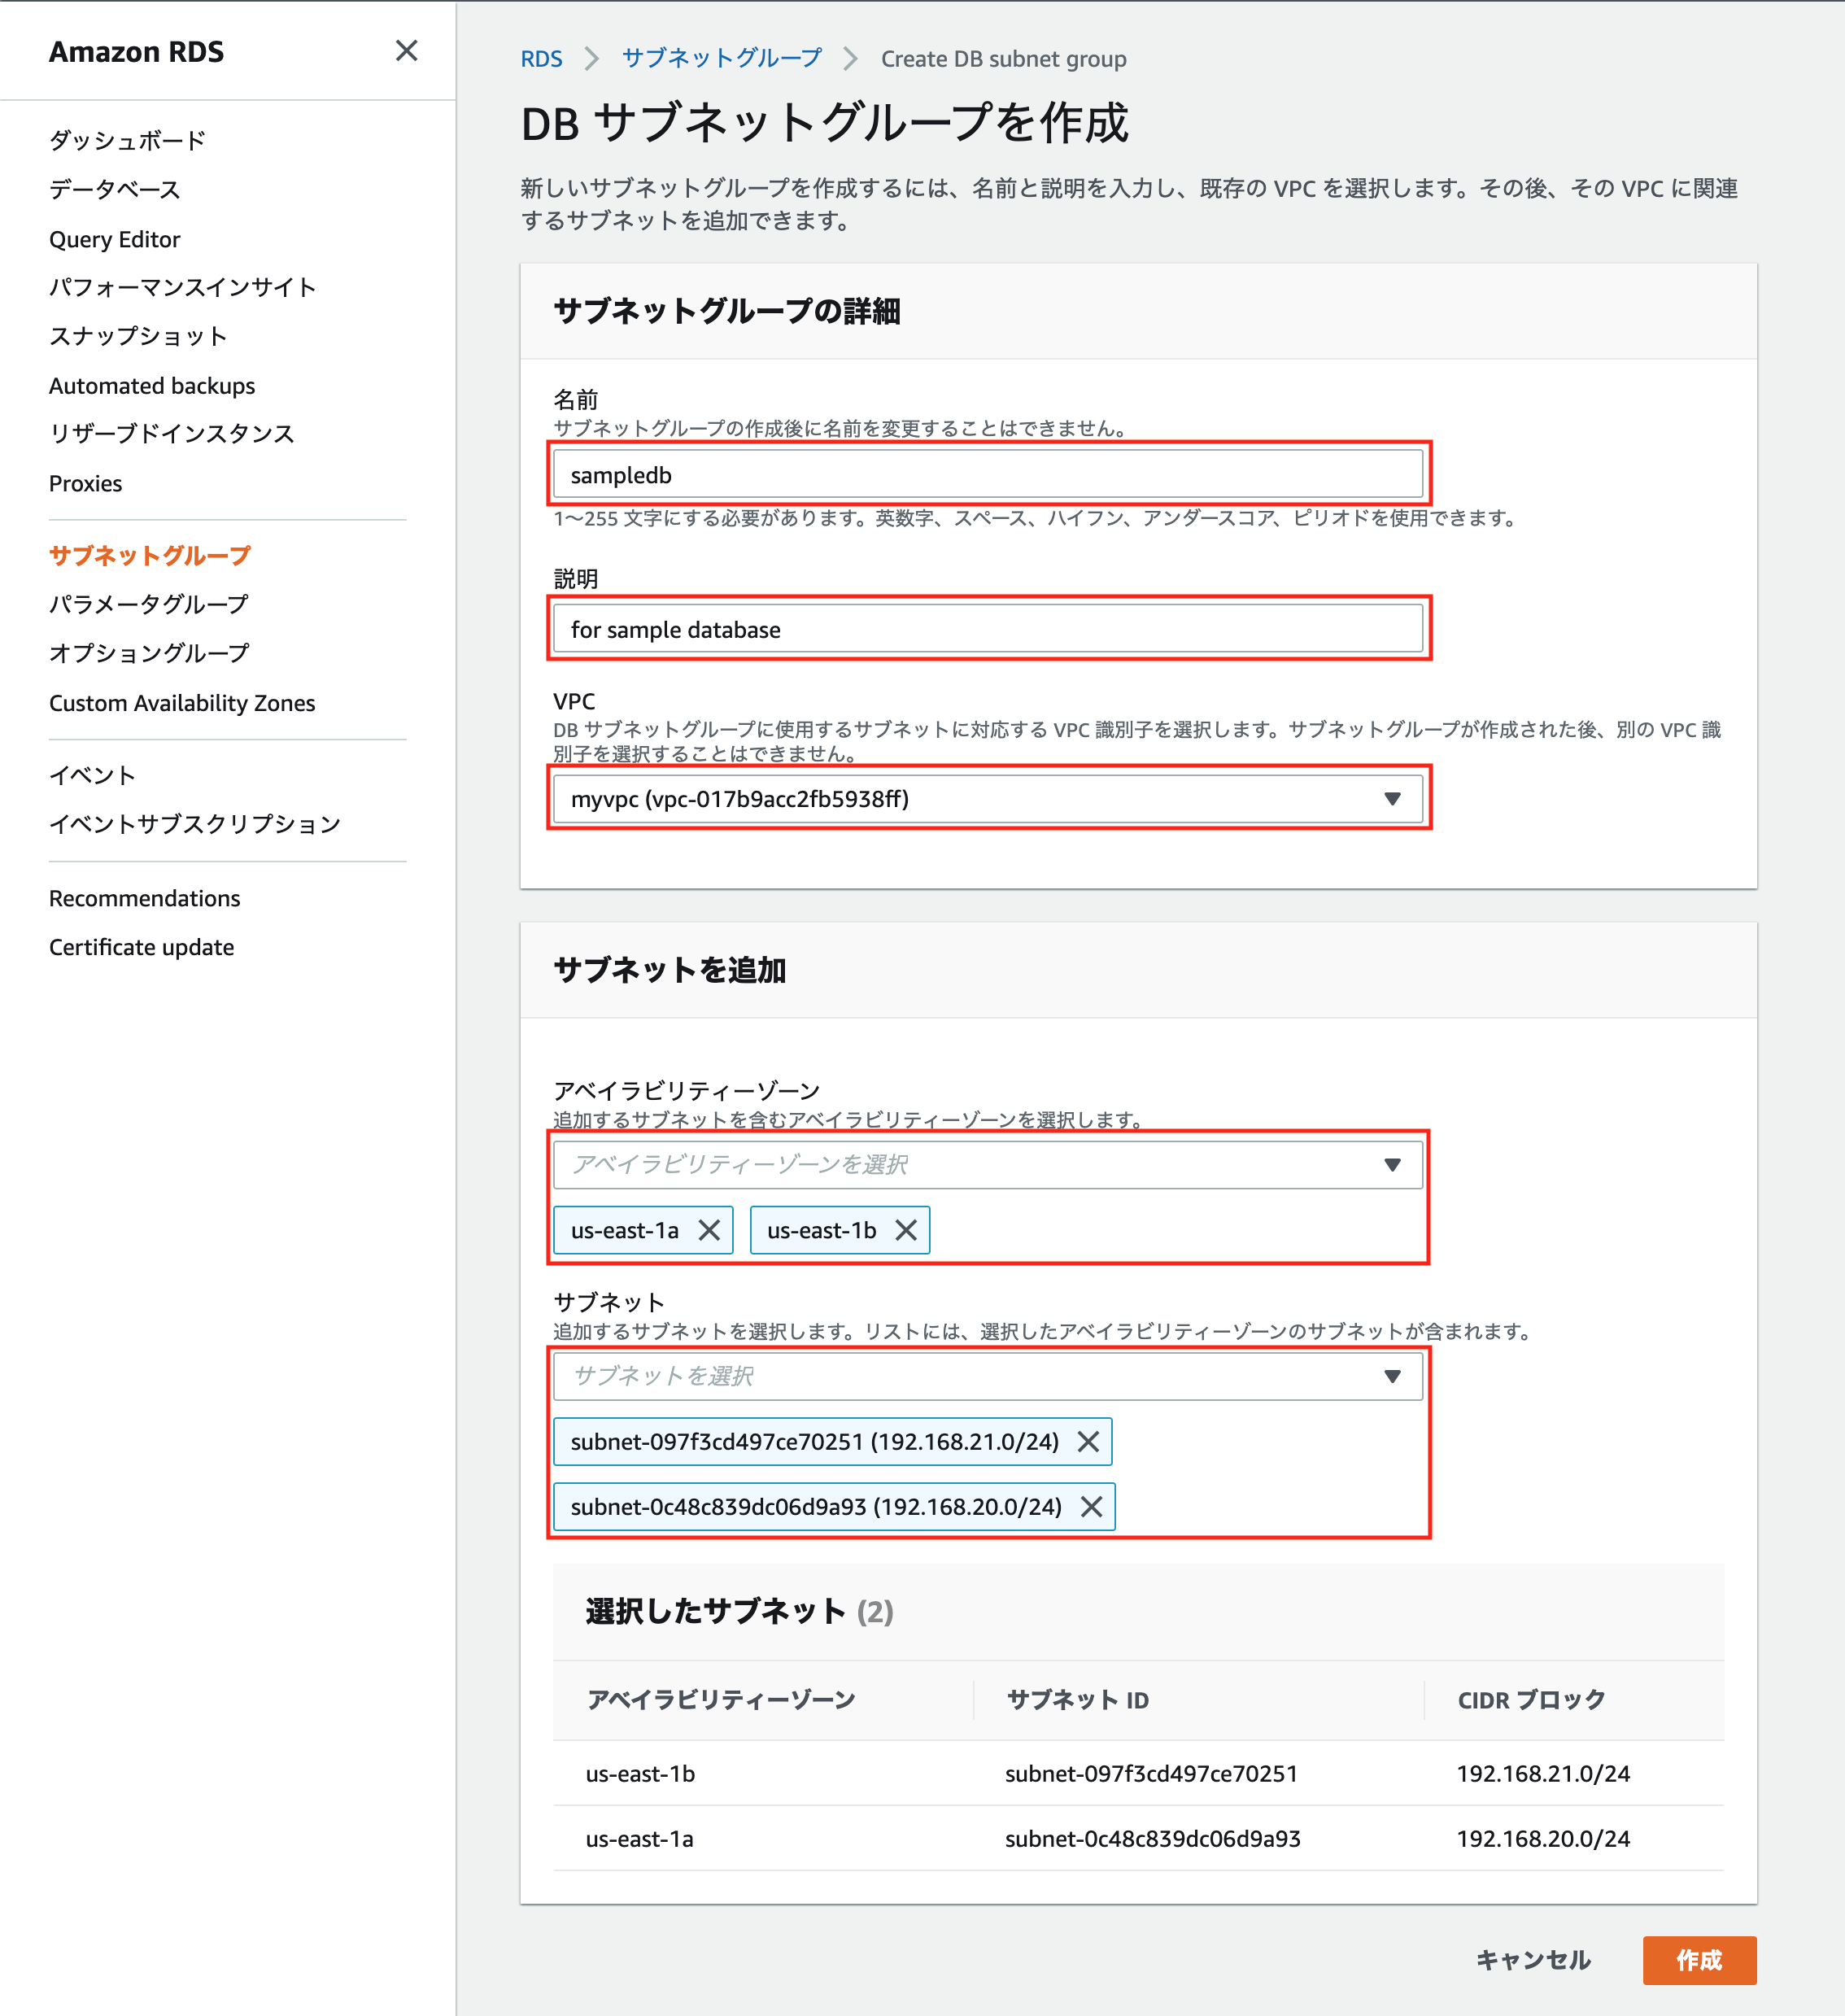 Amazon RDS
ダッシュボード
データベース
Query Editor
パフォーマンスインサイト
スナップショット
Automated backups
リザーブドインスタンス
Proxies
サブネットグループ
パラメータグループ
オプショングループ
Custom Availability Zones
イベント
イベントサブスクリプション
Recommendations
Certificate update
RDS サブネットグループ Create DB subnet group
DB サブネットグループを作成
新しいサブネットグループを作成するには、名前と説明を入力し、既存の VPC を選択します。その後、その VPC に関連
するサブネットを追加できます。
サブネットグループの詳細
名前
サブネットグループの作成後に名前を変更することはできません。
sampledb
1〜255 文字にする必要があります。英数字、スペース、ハイフン、アンダースコア、ピリオドを使用できます。
説明
for sample database
VPC
DB サブネットグループに使用するサブネットに対応する VPC 識別子を選択します。サブネットグループが作成された後、別の VPC 識
別子を選択することはできません。
myvpc (vpc-017b9acc2fb5938ff)
サブネットを追加
アベイラビリティーゾーン
追加するサブネットを含むアベイラビリティーゾーンを選択します。
アベイラビリティーゾーンを選択
us-east-1a us-east-1b
サブネット
追加するサブネットを選択します。リストには、選択したアベイラビリティーゾーンのサブネットが含まれます。
サブネットを選択
subnet-097f3cd497ce70251 (192.168.21.0/24)
subnet-0c48c839dc06d9a93 (192.168.20.0/24)
選択したサブネット (2)
アベイラビリティーゾーン サブネット ID CIDR ブロック
us-east-1b subnet-097f3cd497ce70251 192.168.21.0/24
us-east-1a subnet-0c48c839dc06d9a93 192.168.20.0/24
キャンセル 作成